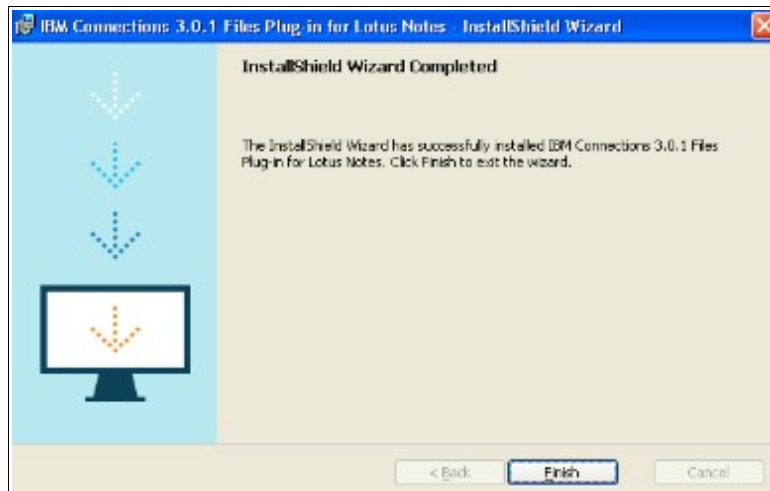 IBM Connections 3.0.1 Files Plug-in for Lotus Notes - InstallShield Wizard
InstallShield Wizard Completed
The InstallShield Wizard has successfully installed IBM Connections 3.0.1 Files
Plug-in for Lotus Notes. Click Finish to exit the wizard.
< Back
Finish
Cancel